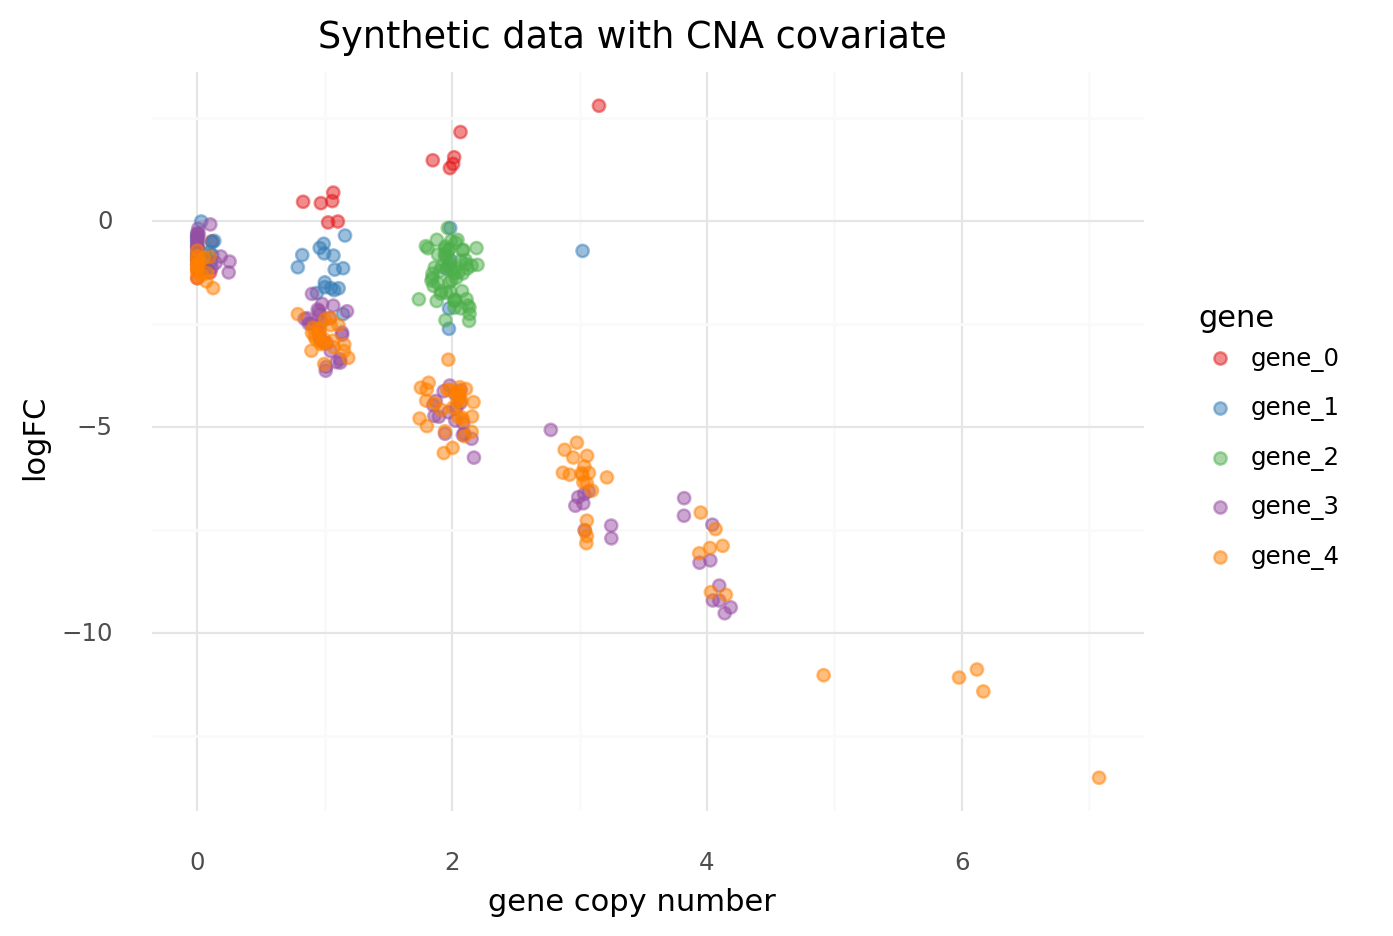 Synthetic data with CNA covariate
logFC
0
−5
−10
0 2 4 6
gene copy number
gene
gene_0
gene_1
gene_2
gene_3
gene_4